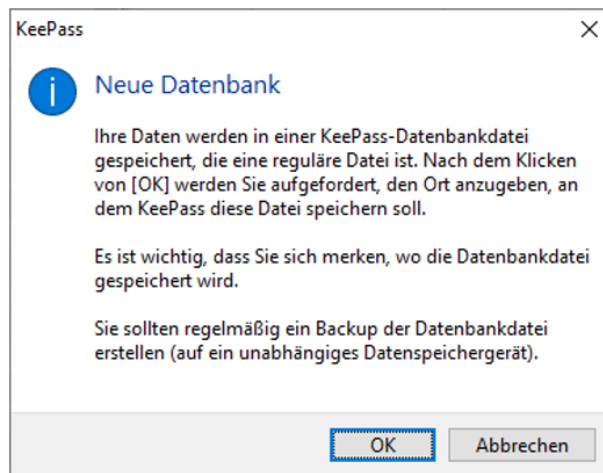 KeePass
Neue Datenbank
Ihre Daten werden in einer KeePass-Datenbankdatei
gespeichert, die eine reguläre Datei ist. Nach dem Klicken
von [OK] werden Sie aufgefordert, den Ort anzugeben, an
dem KeePass diese Datei speichern soll.
Es ist wichtig, dass Sie sich merken, wo die Datenbankdatei
gespeichert wird.
Sie sollten regelmäßig ein Backup der Datenbankdatei
erstellen (auf ein unabhängiges Datenspeichergerät).
OK
Abbrechen